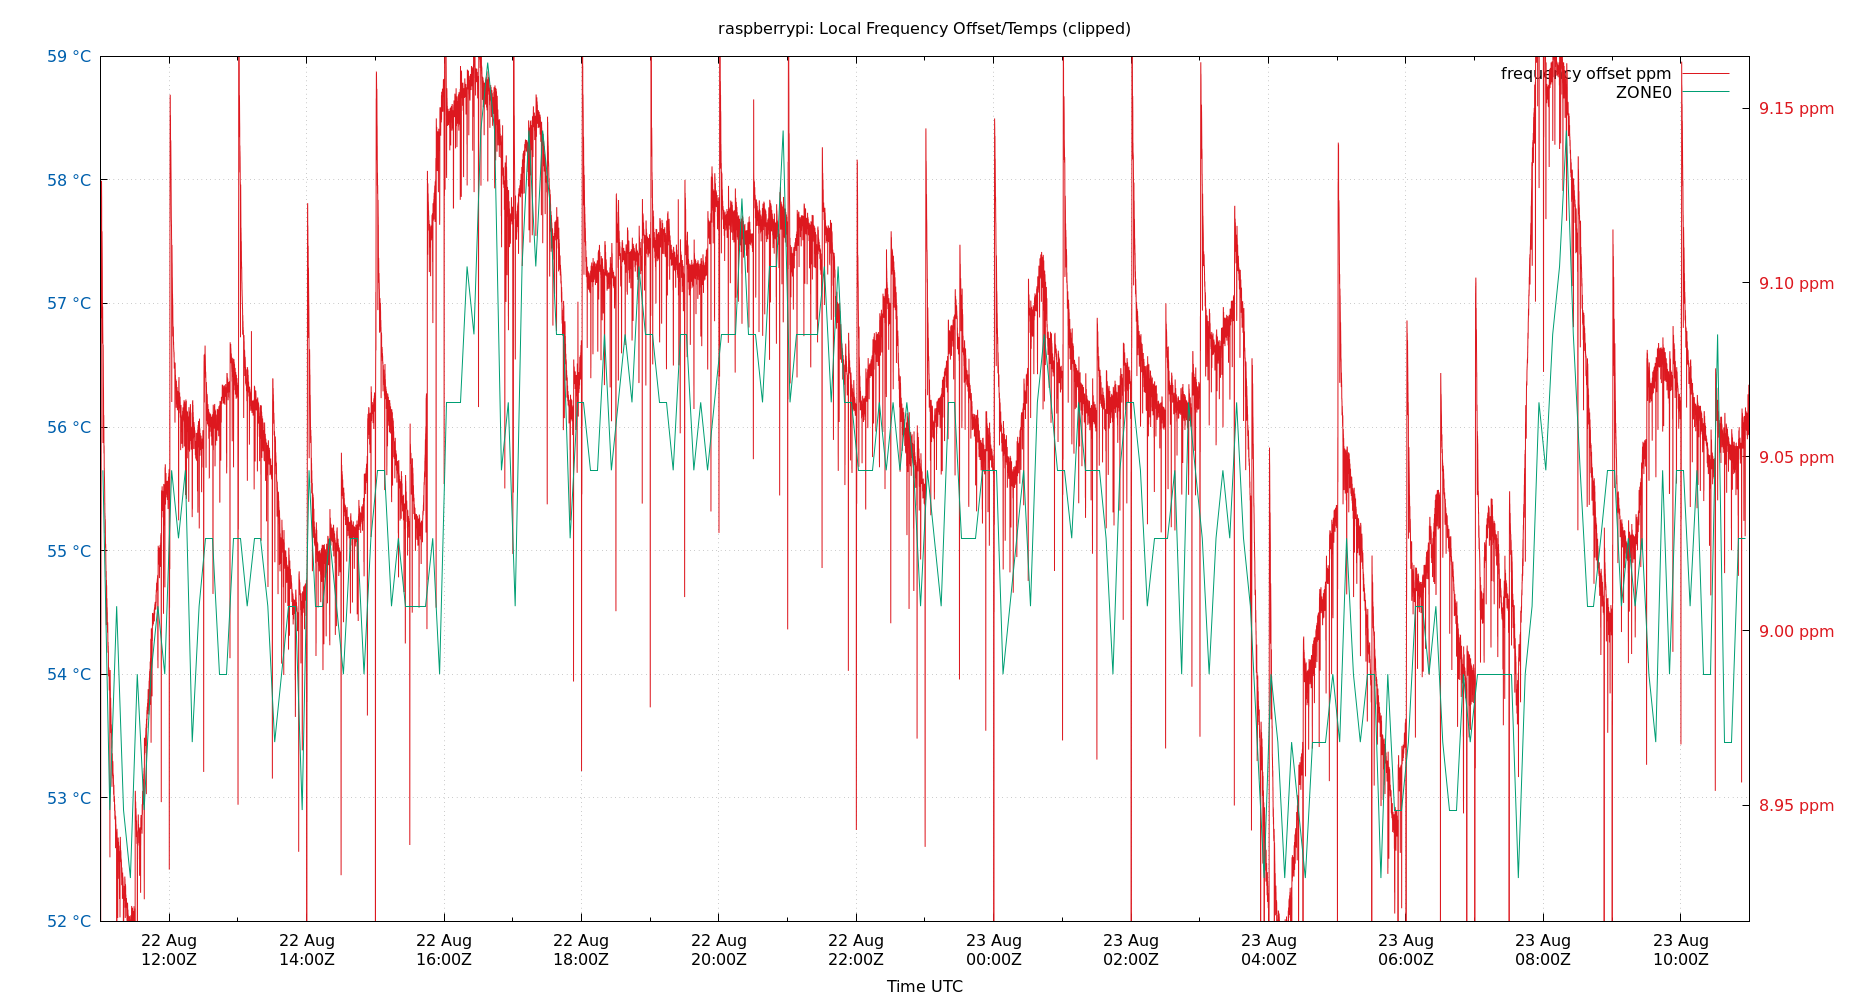 raspberrypi: Local Frequency Offset/Temps (clipped)
59 °C
58 °C
57 °C
56 °C
55 °C
54 °C
53 °C
52 °C
frequency offset ppm
ZONE0
9.15 ppm
9.10 ppm
9.05 ppm
9.00 ppm
8.95 ppm
22 Aug
12:00Z
22 Aug
14:00Z
22 Aug
16:00Z
22 Aug
18:00Z
22 Aug
20:00Z
22 Aug
22:00Z
23 Aug
00:00Z
23 Aug
02:00Z
23 Aug
04:00Z
23 Aug
06:00Z
23 Aug
08:00Z
23 Aug
10:00Z
Time UTC